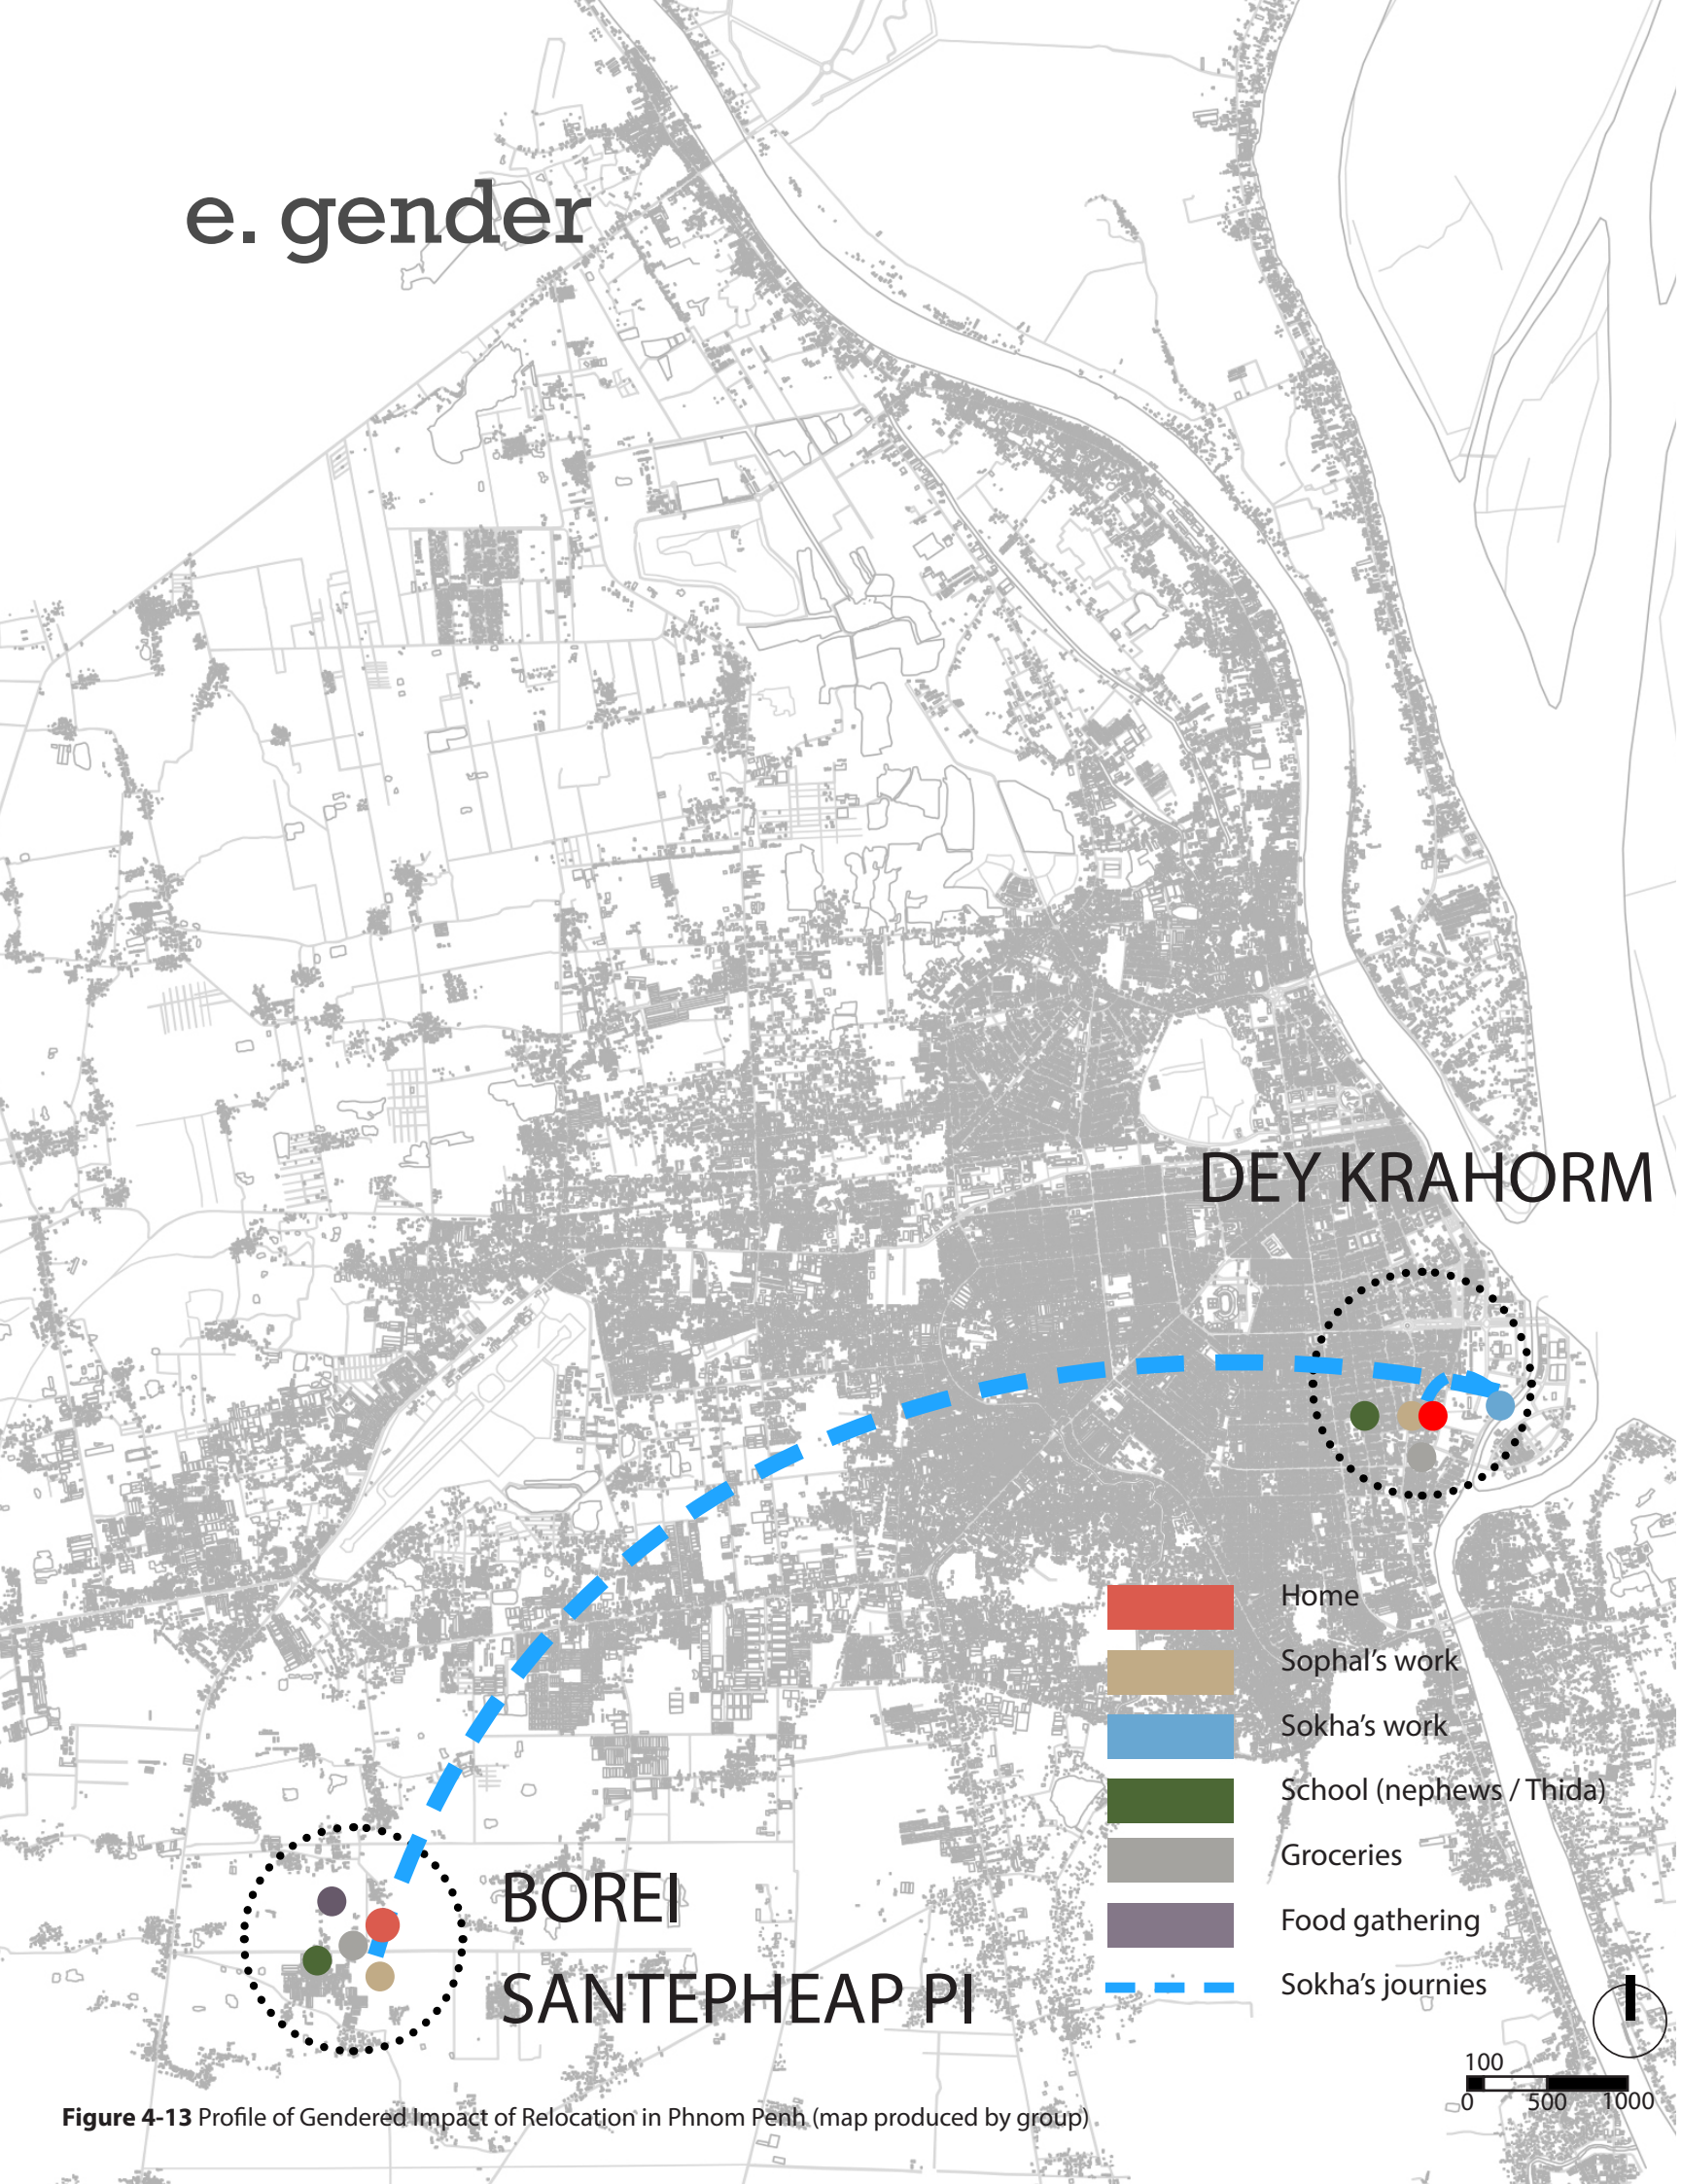 e. gender
DEY KRAHORM
Home
Sophal’s work
Sokha’s work
School (nephews / Thida)
Groceries
Food gathering
Sokha’s journies
BOREI
SANTEPHEAP PI
100
0 500 1000
Figure 4-13 Profile of Gendered Impact of Relocation in Phnom Penh (map produced by group)